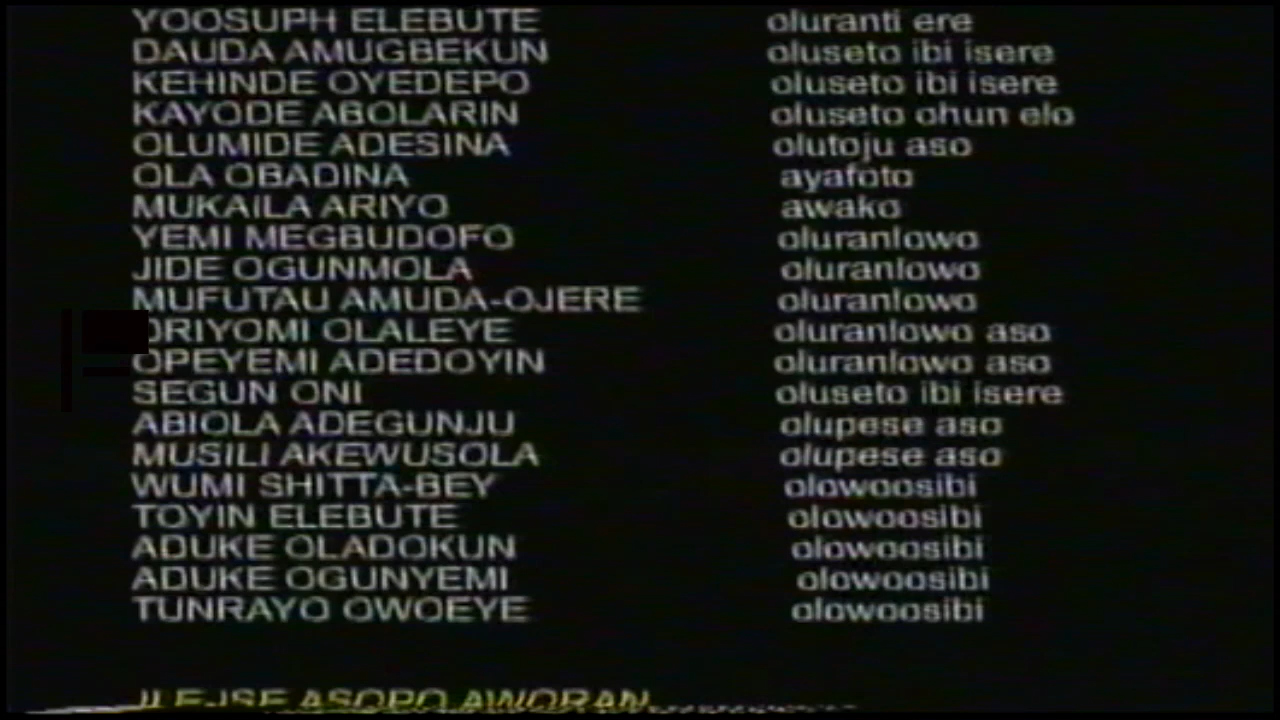 YOOSUPH ELEBUTE oluranti ere
DAUDA AMUGBEKUN oluseto ibi isere
KEHINDE OYEDEPO oluseto ibi isere
KAYODE ABOLARIN oluseto ohun elo
OLUMIDE ADESINA olutoju aso
OLA OBADINA ayafoto
MUKAILA ARIYO awako
YEMI MEGBUDOFO oluranlowo
JIDE OGUNMOLA oluranlowo
MUFUTAU AMUDA-OJERE oluranlowo
ORIYOMI OLALEYE oluranlowo aso
OPEYEMI ADEDOYIN oluranlowo aso
SEGUN ONI oluseto ibi isere
ABIOLA ADEGUNJU olupese aso
MUSILI AKEWUSOLA olupese aso
WUMI SHITTA-BEY olowoosibi
TOYIN ELEBUTE olowoosibi
ADUKE OLADOKUN olowoosibi
ADUKE OGUNYEMI olowoosibi
TUNRAYO OWOEYE olowoosibi
ILE-ISE ASOPO AWORAN